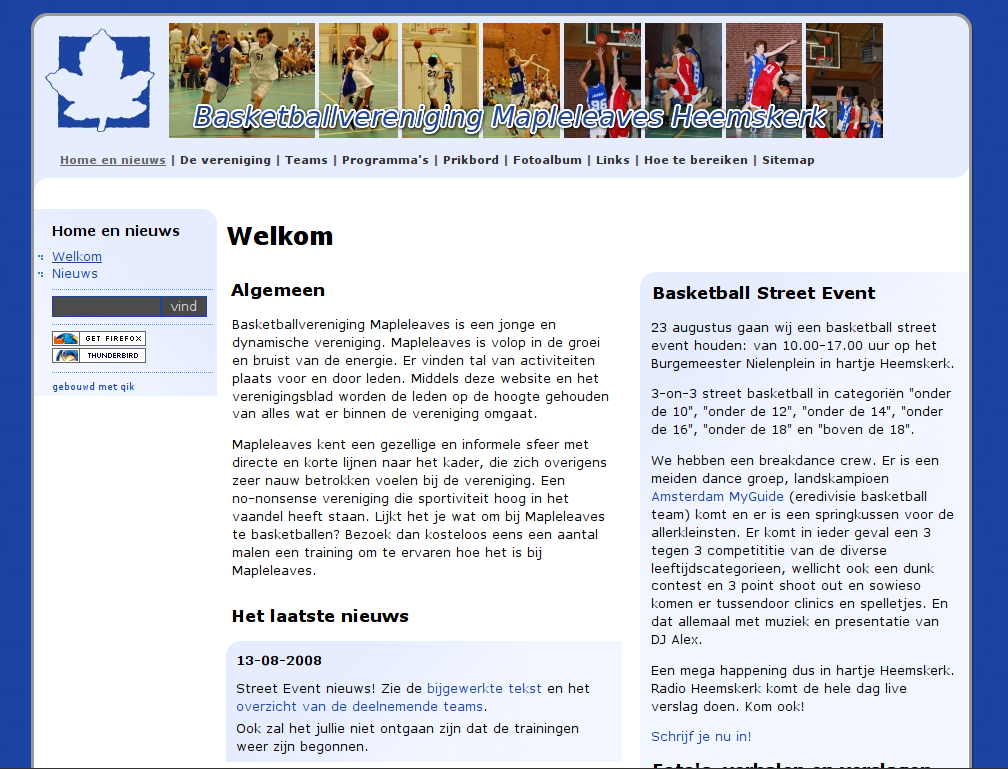 Basketballvereniging Mapleleaves Heemskerk
Home en nieuws | De vereniging | Teams | Programma's | Prikbord | Fotoalbum | Links | Hoe te bereiken | Sitemap
Home en nieuws
Welkom
Nieuws
vind
GET FIREFOX
THUNDERBIRD
gebouwd met qik
Welkom
Algemeen
Basketballvereniging Mapleleaves is een jonge en
dynamische vereniging. Mapleleaves is volop in de groei
en bruist van de energie. Er vinden tal van activiteiten
plaats voor en door leden. Middels deze website en het
verenigingsblad worden de leden op de hoogte gehouden
van alles wat er binnen de vereniging omgaat.
Mapleleaves kent een gezellige en informele sfeer met
directe en korte lijnen naar het kader, die zich overigens
zeer nauw betrokken voelen bij de vereniging. Een
no-nonsense vereniging die sportiviteit hoog in het
vaandel heeft staan. Lijkt het je wat om bij Mapleleaves
te basketballen? Bezoek dan kosteloos eens een aantal
malen een training om te ervaren hoe het is bij
Mapleleaves.
Het laatste nieuws
13-08-2008
Street Event nieuws! Zie de bijgewerkte tekst en het
overzicht van de deelnemende teams.
Ook zal het jullie niet ontgaan zijn dat de trainingen
weer zijn begonnen.
Basketball Street Event
23 augustus gaan wij een basketball street
event houden: van 10.00-17.00 uur op het
Burgemeester Nielenplein in hartje Heemskerk.
3-on-3 street basketball in categoriën "onder
de 10", "onder de 12", "onder de 14", "onder
de 16", "onder de 18" en "boven de 18".
We hebben een breakdance crew. Er is een
meiden dance groep, landskampioen
Amsterdam MyGuide (eredivisie basketball
team) komt en er is een springkussen voor de
allerkleinsten. Er komt in ieder geval een 3
tegen 3 competititie van de diverse
leeftijdscategorieen, wellicht ook een dunk
contest en 3 point shoot out en sowieso
komen er tussendoor clinics en spelletjes. En
dat allemaal met muziek en presentatie van
DJ Alex.
Een mega happening dus in hartje Heemskerk.
Radio Heemskerk komt de hele dag live
verslag doen. Kom ook!
Schrijf je nu in!
Foto's, verhalen en verslagen